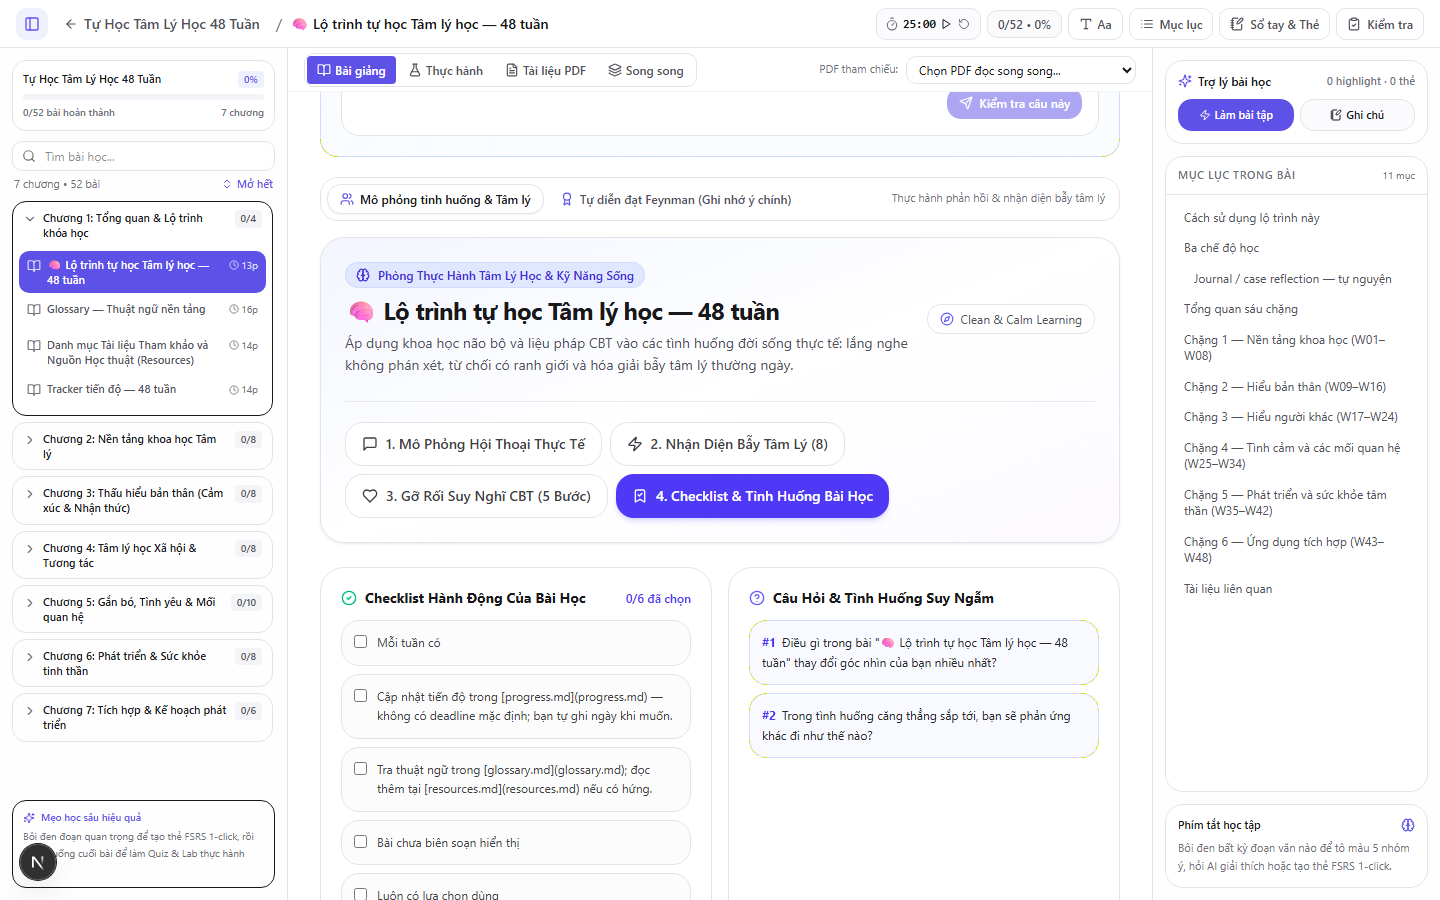 Tự Học Tâm Lý Học 48 Tuần / 🧠 Lộ trình tự học Tâm lý học — 48 tuần
25:00
0/52 • 0%
Aa
Mục lục
Sổ tay & Thẻ
Kiểm tra
Tự Học Tâm Lý Học 48 Tuần 0%
0/52 bài hoàn thành 7 chương
Tìm bài học...
7 chương • 52 bài Mở hết
Chương 1: Tổng quan & Lộ trình 0/4
khóa học
🧠 Lộ trình tự học Tâm lý học — 13p
48 tuần
Glossary — Thuật ngữ nền tảng 16p
Danh mục Tài liệu Tham khảo và 14p
Nguồn Học thuật (Resources)
Tracker tiến độ — 48 tuần 14p
Chương 2: Nền tảng khoa học Tâm 0/8
lý
Chương 3: Thấu hiểu bản thân (Cảm 0/8
xúc & Nhận thức)
Chương 4: Tâm lý học Xã hội & 0/8
Tương tác
Chương 5: Gắn bó, Tình yêu & Mối 0/10
quan hệ
Chương 6: Phát triển & Sức khỏe 0/8
tinh thần
Chương 7: Tích hợp & Kế hoạch phát 0/6
triển
Mẹo học sâu hiệu quả
Bôi đen đoạn quan trọng để tạo thẻ FSRS 1-click, rồi
uống cuối bài để làm Quiz & Lab thực hành
N
Bài giảng
Thực hành
Tài liệu PDF
Song song
PDF tham chiếu:
Chọn PDF đọc song song...
Kiểm tra câu này
Mô phỏng tình huống & Tâm lý
Tự diễn đạt Feynman (Ghi nhớ ý chính)
Thực hành phản hồi & nhận diện bẫy tâm lý
Phòng Thực Hành Tâm Lý Học & Kỹ Năng Sống
🧠 Lộ trình tự học Tâm lý học — 48 tuần
Clean & Calm Learning
Áp dụng khoa học não bộ và liệu pháp CBT vào các tình huống đời sống thực tế: lắng nghe
không phán xét, từ chối có ranh giới và hóa giải bẫy tâm lý thường ngày.
1. Mô Phỏng Hội Thoại Thực Tế
2. Nhận Diện Bẫy Tâm Lý (8)
3. Gỡ Rối Suy Nghĩ CBT (5 Bước)
4. Checklist & Tình Huống Bài Học
Checklist Hành Động Của Bài Học 0/6 đã chọn
Mỗi tuần có
Cập nhật tiến độ trong [progress.md](progress.md) —
không có deadline mặc định; bạn tự ghi ngày khi muốn.
Tra thuật ngữ trong [glossary.md](glossary.md); đọc
thêm tại [resources.md](resources.md) nếu có hứng.
Bài chưa biên soạn hiển thị
Luôn có lựa chọn dừng
Câu Hỏi & Tình Huống Suy Ngẫm
#1 Điều gì trong bài "🧠 Lộ trình tự học Tâm lý học — 48
tuần" thay đổi góc nhìn của bạn nhiều nhất?
#2 Trong tình huống căng thẳng sắp tới, bạn sẽ phản ứng
khác đi như thế nào?
Trợ lý bài học 0 highlight · 0 thẻ
Làm bài tập
Ghi chú
MỤC LỤC TRONG BÀI 11 mục
Cách sử dụng lộ trình này
Ba chế độ học
Journal / case reflection — tự nguyện
Tổng quan sáu chặng
Chặng 1 — Nền tảng khoa học (W01–
W08)
Chặng 2 — Hiểu bản thân (W09–W16)
Chặng 3 — Hiểu người khác (W17–W24)
Chặng 4 — Tình cảm và các mối quan hệ
(W25–W34)
Chặng 5 — Phát triển và sức khỏe tâm
thần (W35–W42)
Chặng 6 — Ứng dụng tích hợp (W43–
W48)
Tài liệu liên quan
Phím tắt học tập
Bôi đen bất kỳ đoạn văn nào để tô màu 5 nhóm
ý, hỏi AI giải thích hoặc tạo thẻ FSRS 1-click.